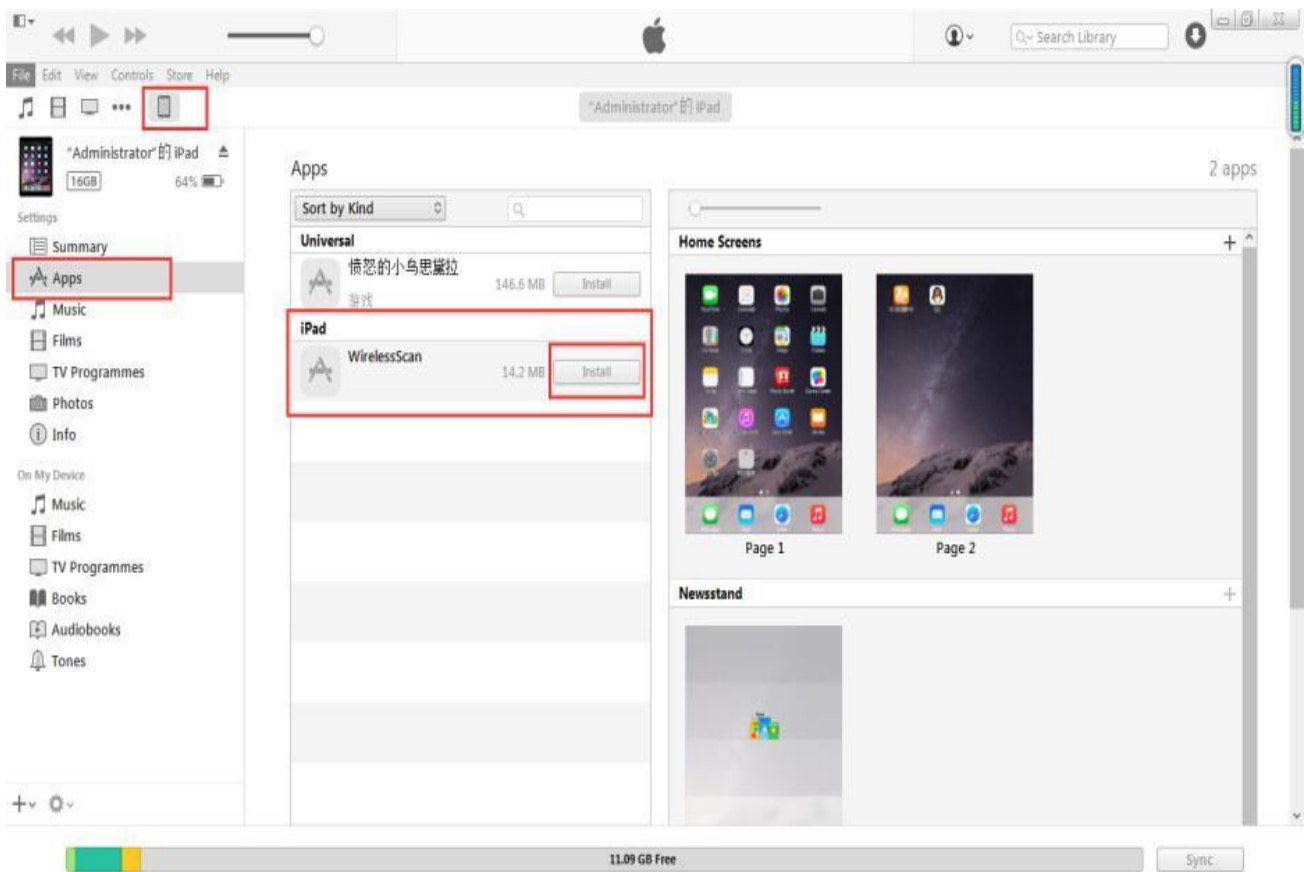 Search Library
File Edit View Controls Store Help
"Administrator"的 iPad
"Administrator"的 iPad
16GB 64%
Settings
Summary
Apps
Music
Films
TV Programmes
Photos
Info
On My Device
Music
Films
TV Programmes
Books
Audiobooks
Tones
Apps 2 apps
Sort by Kind
Universal
愤怒的小鸟思黛拉
游戏
146.6 MB Install
iPad
WirelessScan
14.2 MB Install
Home Screens
Page 1 Page 2
Newsstand
11.09 GB Free Sync